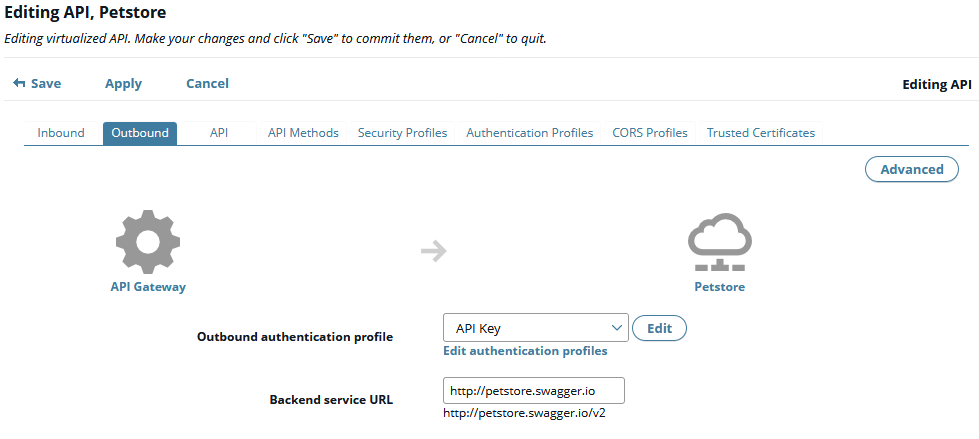 Editing API, Petstore
Editing virtualized API. Make your changes and click "Save" to commit them, or "Cancel" to quit.
Save Apply Cancel Editing API
Inbound Outbound API API Methods Security Profiles Authentication Profiles CORS Profiles Trusted Certificates
Advanced
API Gateway Petstore
Outbound authentication profile API Key Edit
Edit authentication profiles
Backend service URL http://petstore.swagger.io
http://petstore.swagger.io/v2